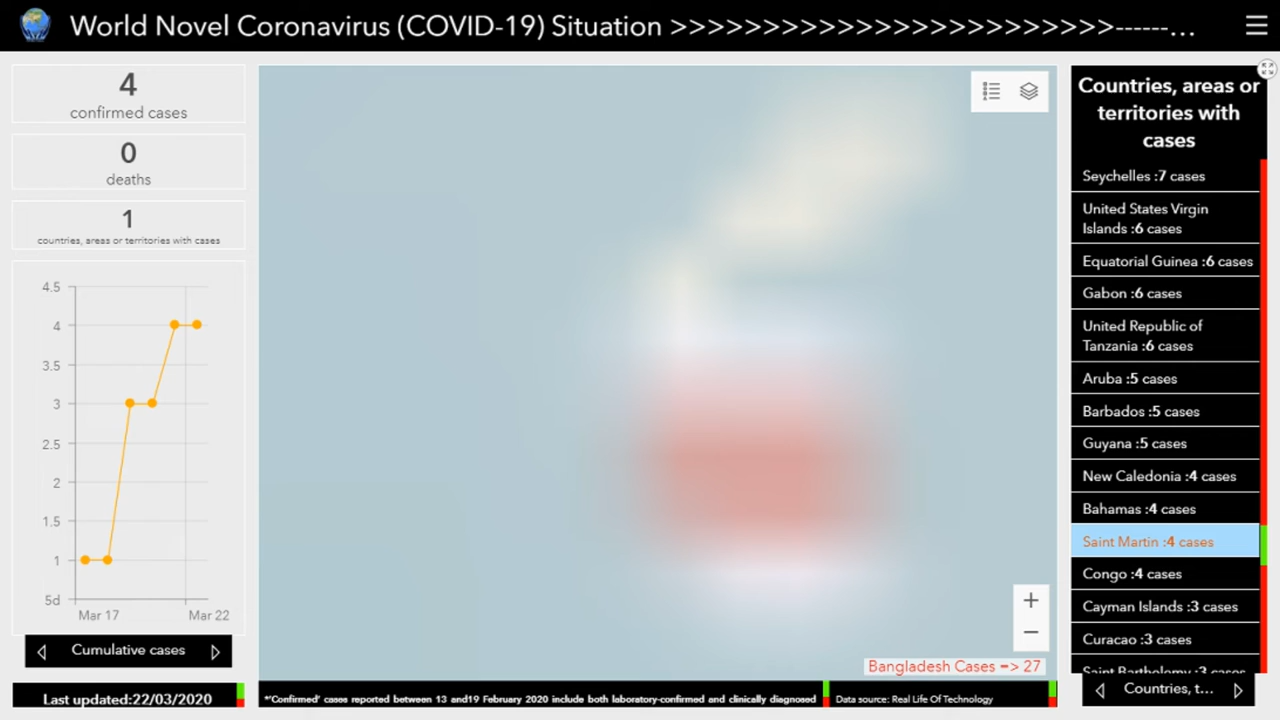 World Novel Coronavirus (COVID-19) Situation >>>>>>>>>>>>>>>>>>>>>>>>>>>>>------...
4
confirmed cases
0
deaths
1
countries, areas or territories with cases
4.5
4
3.5
3
2.5
2
1.5
1
5d
Mar 17
Mar 22
Cumulative cases
Last updated:22/03/2020
Bangladesh Cases => 27
*'Confirmed' cases reported between 13 and19 February 2020 include both laboratory-confirmed and clinically diagnosed
Data source: Real Life Of Technology
Countries, areas or
territories with
cases
Seychelles :7 cases
United States Virgin
Islands :6 cases
Equatorial Guinea :6 cases
Gabon :6 cases
United Republic of
Tanzania :6 cases
Aruba :5 cases
Barbados :5 cases
Guyana :5 cases
New Caledonia :4 cases
Bahamas :4 cases
Saint Martin :4 cases
Congo :4 cases
Cayman Islands :3 cases
Curacao :3 cases
Saint Barthelemy :3 cases
Countries, t...